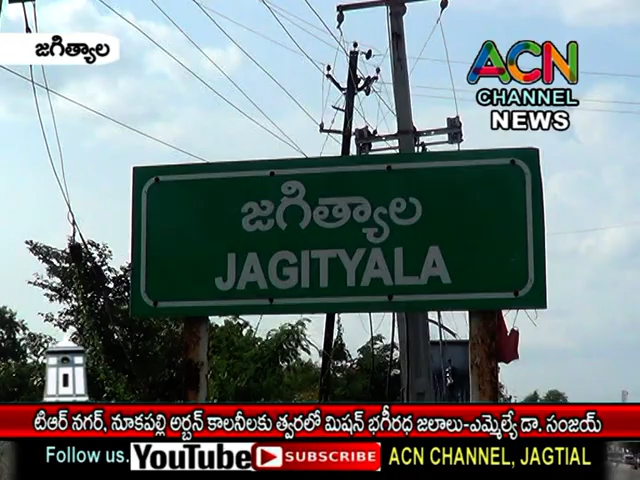 జగిత్యాల
ACN
CHANNEL
NEWS
జగిత్యాల
JAGITYALA
టిఆర్ నగర్, నూకపల్లి అర్బన్ కాలనీలకు త్వరలో మిషన్ భగీరథ జలాలు-ఎమ్మెల్యే డా. సంజయ్
Follow us. YouTube SUBSCRIBE ACN CHANNEL, JAGTIAL